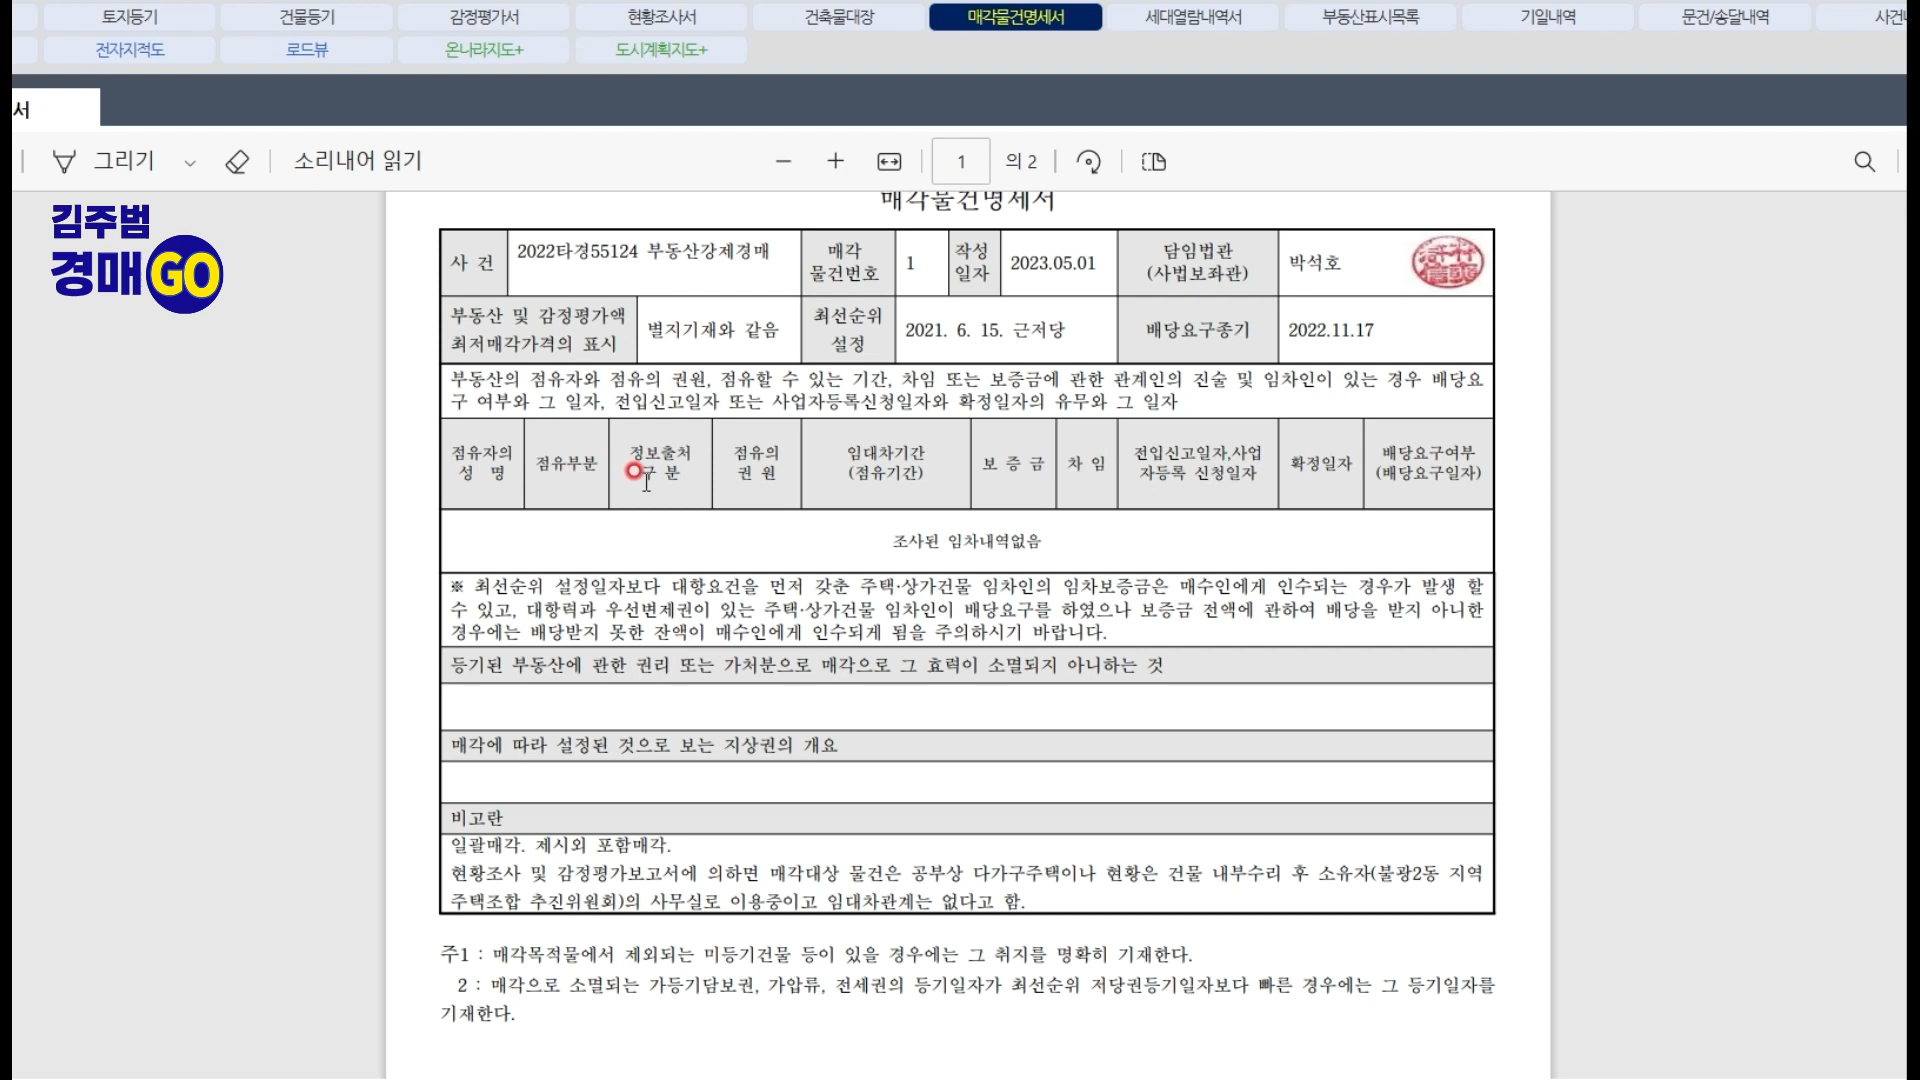 토지등기 건물등기 감정평가서 현황조사서 건축물대장 매각물건명세서 세대열람내역서 부동산표시목록 기일내역 문건/송달내역 사건
전자지적도 로드뷰 온나라지도+ 도시계획지도+
서
그리기 소리내어 읽기 1 의 2
김주범
경매GO
매각물건명세서
사 건 2022타경55124 부동산강제경매 매각 물건번호 1 작성 일자 2023.05.01 담임법관 (사법보좌관) 박석호
부동산 및 감정평가액 최저매각가격의 표시 별지기재와 같음 최선순위 설정 2021. 6. 15. 근저당 배당요구종기 2022.11.17
부동산의 점유자와 점유의 권원, 점유할 수 있는 기간, 차임 또는 보증금에 관한 관계인의 진술 및 임차인이 있는 경우 배당요
구 여부와 그 일자, 전입신고일자 또는 사업자등록신청일자와 확정일자의 유무와 그 일자
점유자의 성 명 점유부분 정보출처 구 분 점유의 권 원 임대차기간 (점유기간) 보 증 금 차 임 전입신고일자,사업 자등록 신청일자 확정일자 배당요구여부 (배당요구일자)
조사된 임차내역없음
※ 최선순위 설정일자보다 대항요건을 먼저 갖춘 주택·상가건물 임차인의 임차보증금은 매수인에게 인수되는 경우가 발생 할
수 있고, 대항력과 우선변제권이 있는 주택·상가건물 임차인이 배당요구를 하였으나 보증금 전액에 관하여 배당을 받지 아니한
경우에는 배당받지 못한 잔액이 매수인에게 인수되게 됨을 주의하시기 바랍니다.
등기된 부동산에 관한 권리 또는 가처분으로 매각으로 그 효력이 소멸되지 아니하는 것
매각에 따라 설정된 것으로 보는 지상권의 개요
비고란
일괄매각. 제시외 포함매각.
현황조사 및 감정평가보고서에 의하면 매각대상 물건은 공부상 다가구주택이나 현황은 건물 내부수리 후 소유자(불광2동 지역
주택조합 추진위원회)의 사무실로 이용중이고 임대차관계는 없다고 함.
주1 : 매각목적물에서 제외되는 미등기건물 등이 있을 경우에는 그 취지를 명확히 기재한다.
2 : 매각으로 소멸되는 가등기담보권, 가압류, 전세권의 등기일자가 최선순위 저당권등기일자보다 빠른 경우에는 그 등기일자를
기재한다.